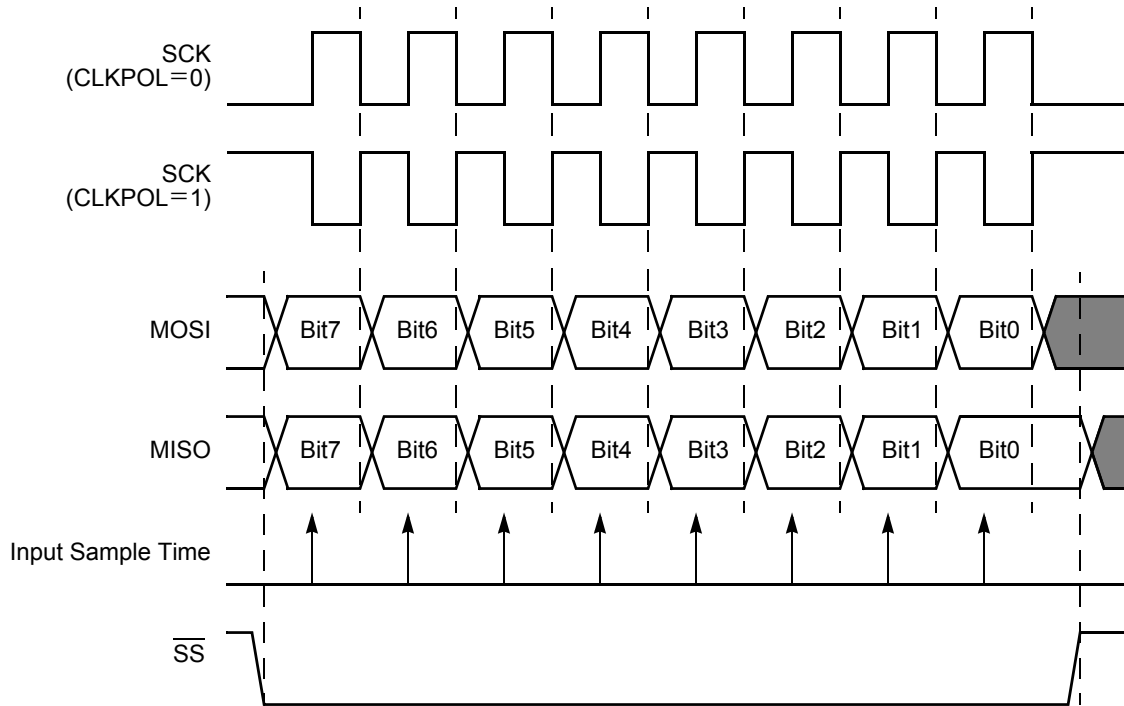 SCK
(CLKPOL=0)
SCK
(CLKPOL=1)
MOSI
Bit7 Bit6 Bit5 Bit4 Bit3 Bit2 Bit1 Bit0
MISO
Bit7 Bit6 Bit5 Bit4 Bit3 Bit2 Bit1 Bit0
Input Sample Time
S̅S̅